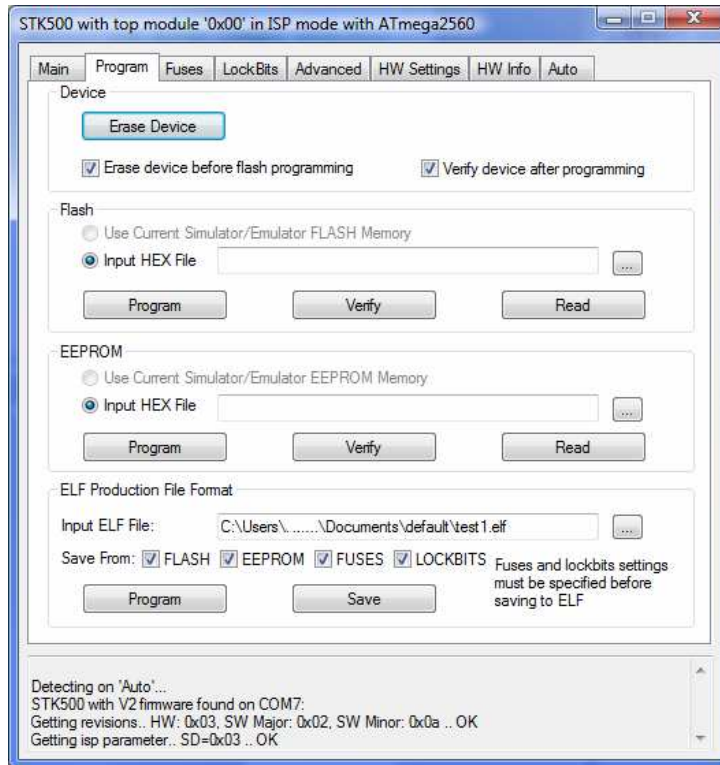 STK500 with top module '0x00' in ISP mode with ATmega2560
Main Program Fuses LockBits Advanced HW Settings HW Info Auto
Device
Erase Device
Erase device before flash programming Verify device after programming
Flash
Use Current Simulator/Emulator FLASH Memory
Input HEX File ...
Program Verify Read
EEPROM
Use Current Simulator/Emulator EEPROM Memory
Input HEX File ...
Program Verify Read
ELF Production File Format
Input ELF File: C:\Users\. ......\Documents\default\test1.elf ...
Save From: FLASH EEPROM FUSES LOCKBITS Fuses and lockbits settings
must be specified before
Program Save saving to ELF
Detecting on 'Auto'...
STK500 with V2 firmware found on COM7:
Getting revisions.. HW: 0x03, SW Major: 0x02, SW Minor: 0x0a .. OK
Getting isp parameter.. SD=0x03 .. OK